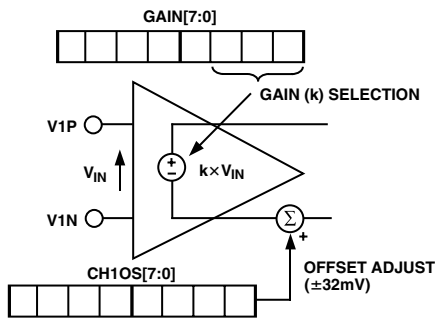 GAIN[7:0]
GAIN (k) SELECTION
V1P
+
−
VIN
k×VIN
V1N
Σ
+
CH1OS[7:0]
OFFSET ADJUST
(±32mV)